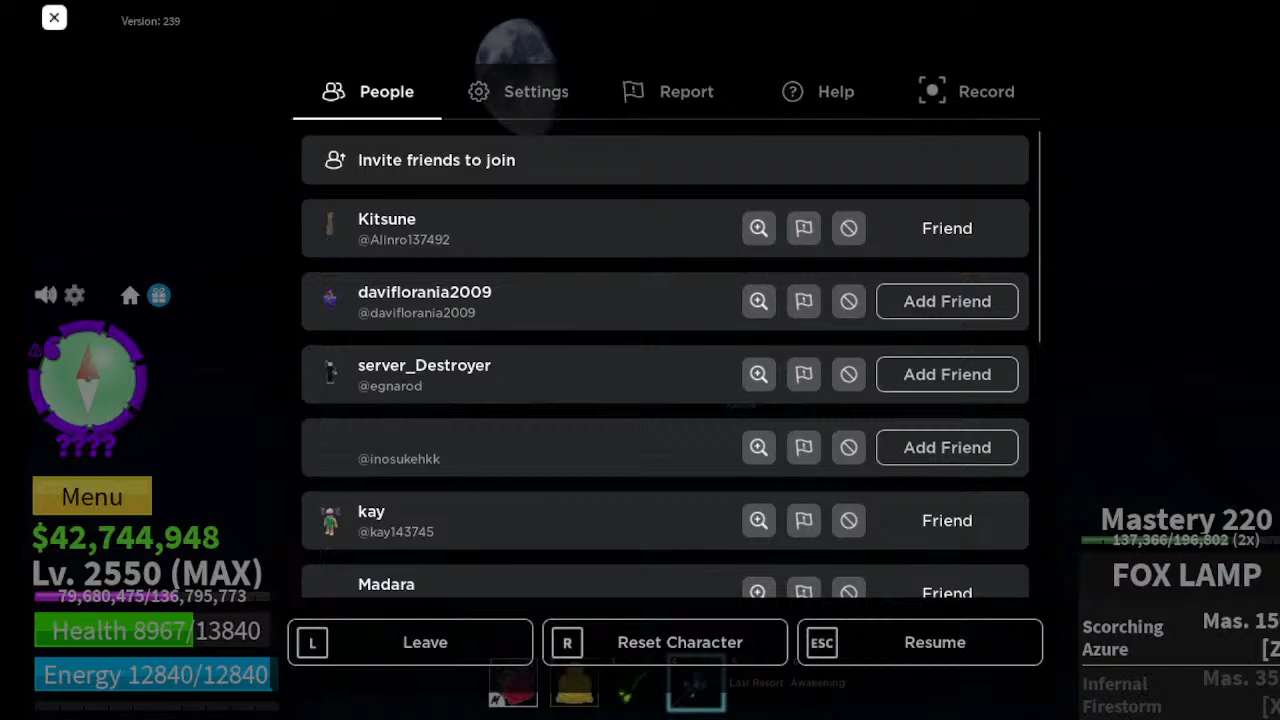 Version: 239
People
Settings
Report
Help
Record
Invite friends to join
Kitsune
@Alinro137492
Friend
daviflorania2009
@daviflorania2009
Add Friend
server_Destroyer
@egnarod
Add Friend
@inosukehkk
Add Friend
kay
@kay143745
Friend
Madara
Friend
6
????
Menu
$42,744,948
Lv. 2550 (MAX)
79,680,475/136,795,773
Health 8967/13840
Energy 12840/12840
L
Leave
R
Reset Character
ESC
Resume
Last Resort
Awakening
Mastery 220
137,366/196,802 (2x)
FOX LAMP
Scorching Azure
Mas. 15
[Z
Infernal Firestorm
Mas. 35
[X